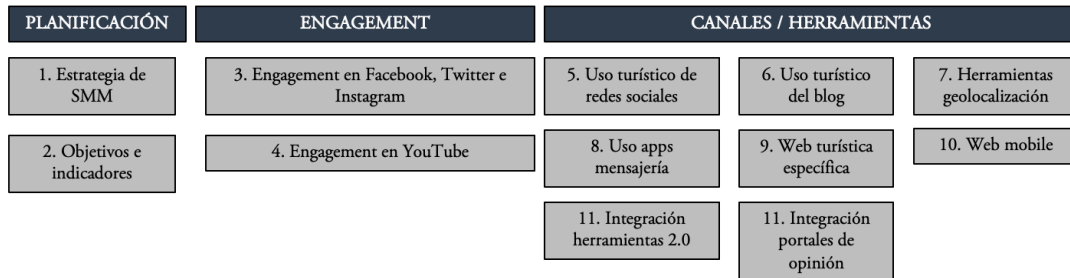 PLANIFICACIÓN
ENGAGEMENT
CANALES / HERRAMIENTAS
1. Estrategia de
SMM
3. Engagement en Facebook, Twitter e
Instagram
5. Uso turístico de
redes sociales
6. Uso turístico
del blog
7. Herramientas
geolocalización
2. Objetivos e
indicadores
4. Engagement en YouTube
8. Uso apps
mensajería
9. Web turística
específica
10. Web mobile
11. Integración
herramientas 2.0
11. Integración
portales de
opinión